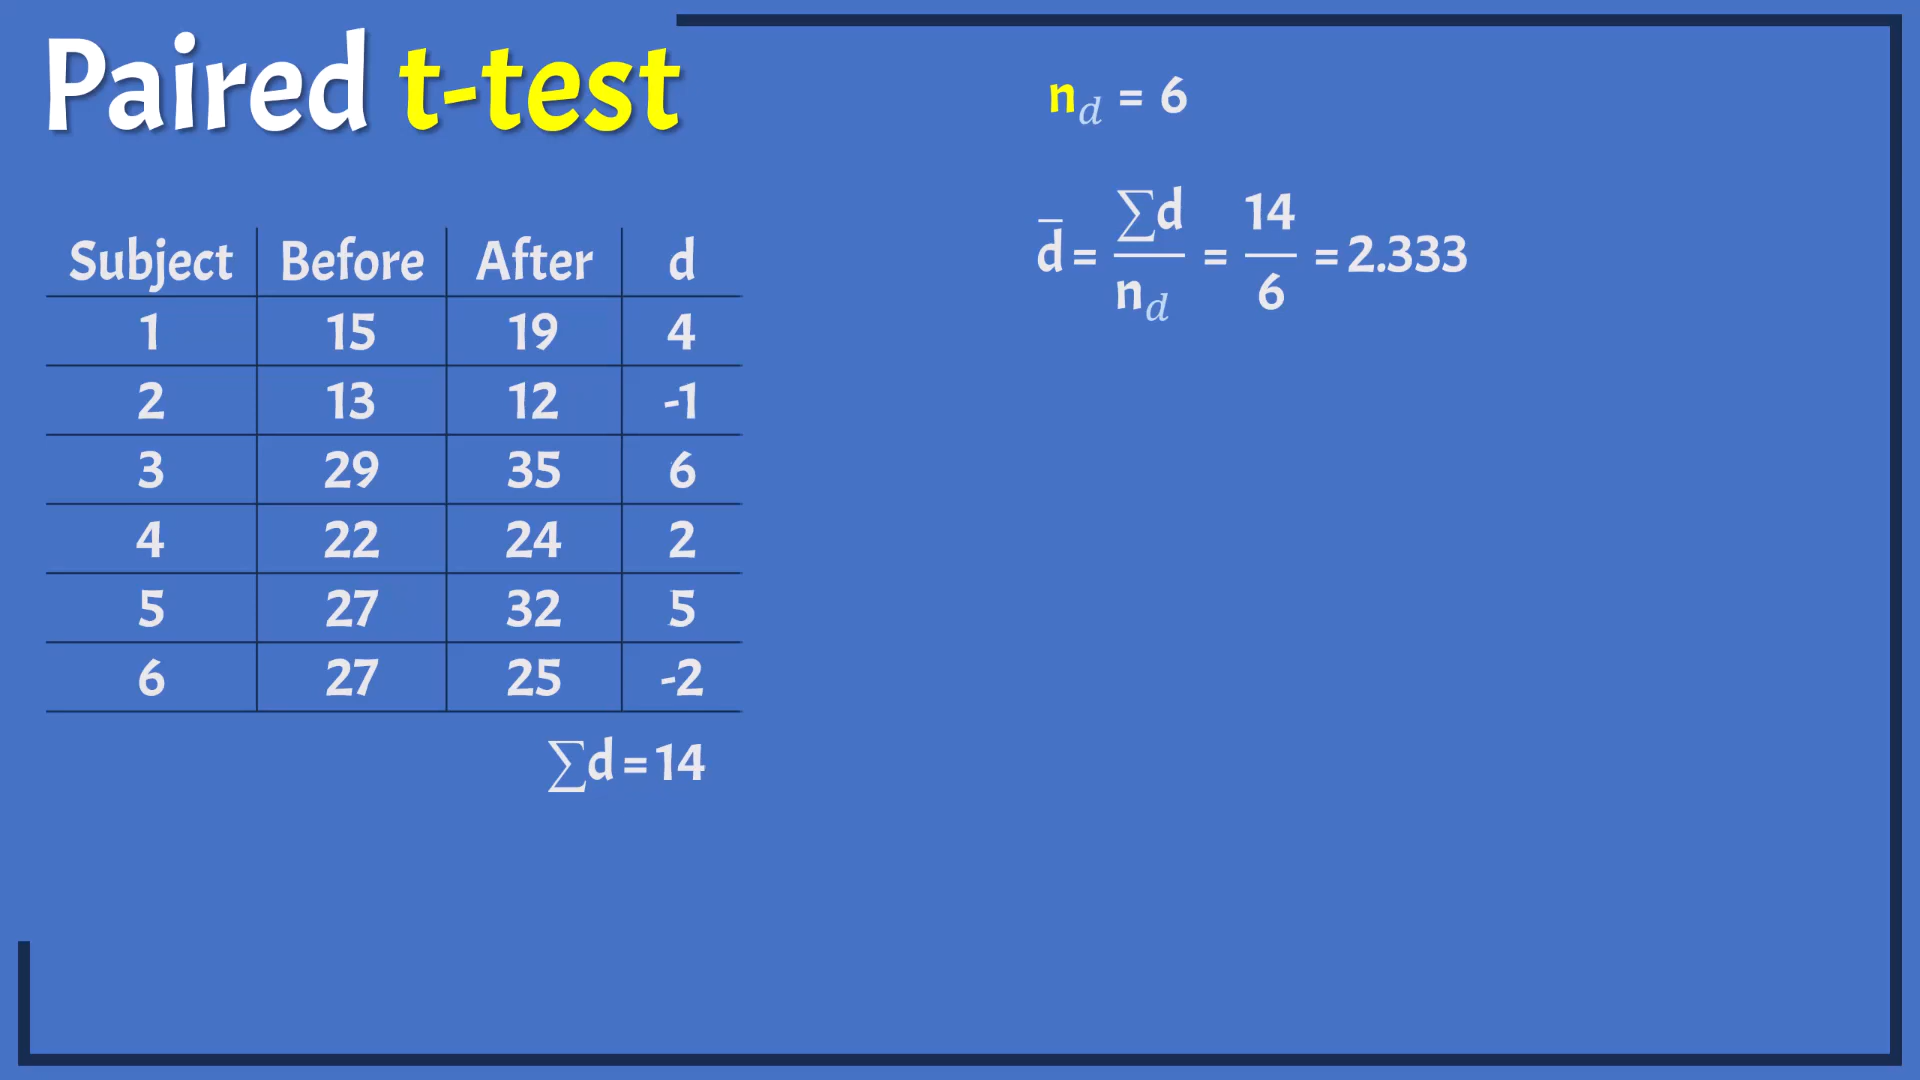 Paired t-test
Subject Before After d
1 15 19 4
2 13 12 -1
3 29 35 6
4 22 24 2
5 27 32 5
6 27 25 -2
∑d = 14
n_d = 6
d̄ = ∑d / n_d = 14 / 6 = 2.333